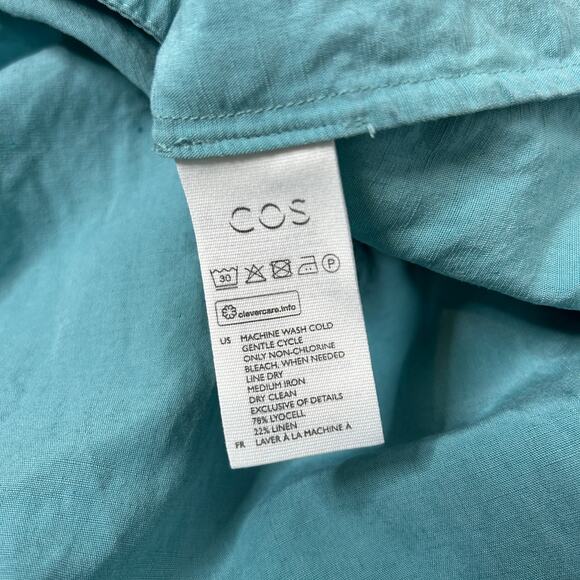 COS
30 P
clevercare.info
US MACHINE WASH COLD
GENTLE CYCLE
ONLY NON-CHLORINE
BLEACH, WHEN NEEDED
LINE DRY
MEDIUM IRON
DRY CLEAN
EXCLUSIVE OF DETAILS
78% LYOCELL
22% LINEN
FR LAVER À LA MACHINE À